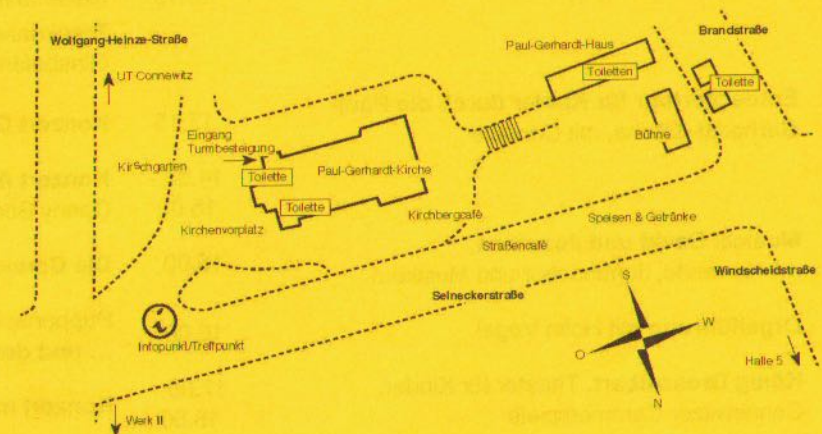 Wolfgang-Heinze-Straße
UT Connewitz
Paul-Gerhardt-Haus
Brandstraße
Toiletten
Toilette
Bühne
Eingang
Turmbesteigung
Kirschgarten
Toilette
Paul-Gerhardt-Kirche
Toilette
Kirchenvorplatz
Kirchbergcafé
Speisen & Getränke
Straßencafé
Windscheidstraße
Selneckerstraße
i
Infopunkt/Treffpunkt
S
W
O
N
Halle 5
Werk II